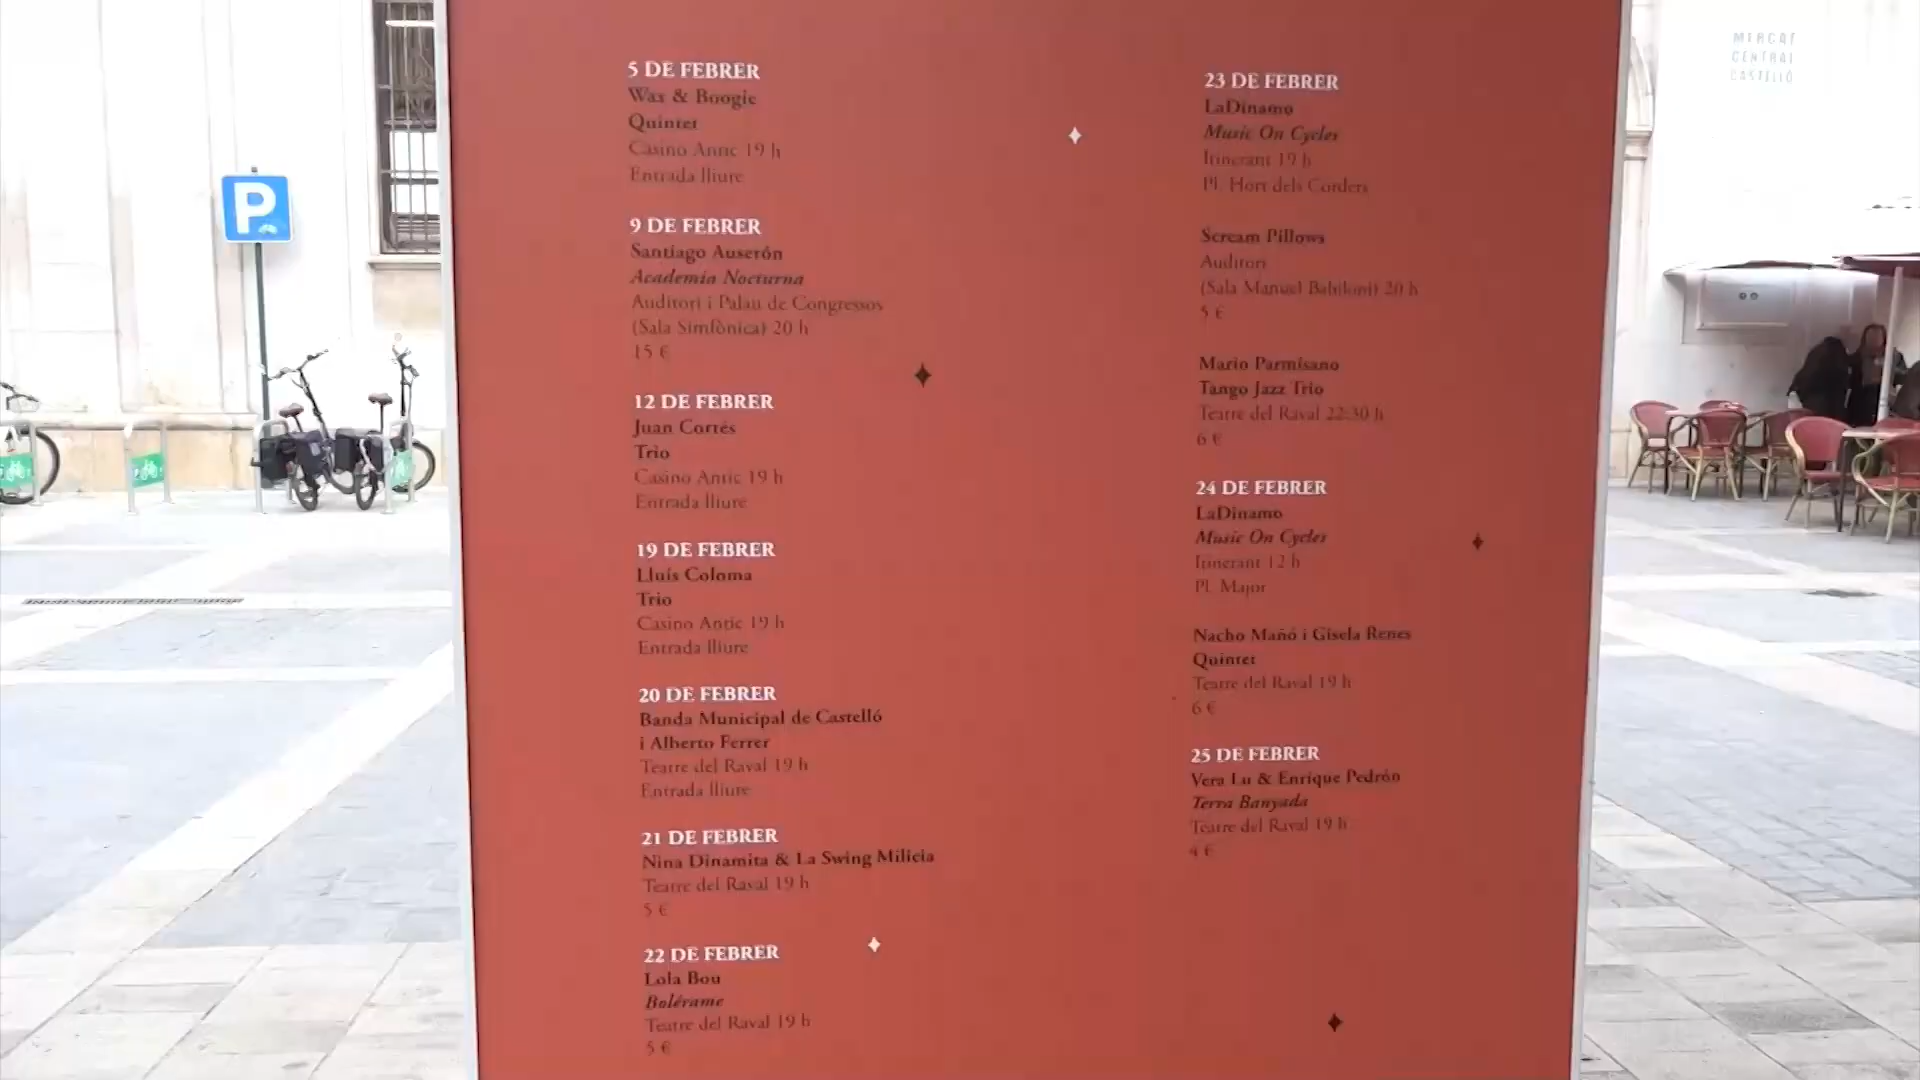 5 DE FEBRER
Wax & Boogie
Quintet
Casino Antic 19 h
Entrada lliure
9 DE FEBRER
Santiago Auserón
Academia Nocturna
Auditori i Palau de Congressos
(Sala Simfònica) 20 h
15 €
12 DE FEBRER
Juan Cortés
Trio
Casino Antic 19 h
Entrada lliure
19 DE FEBRER
Lluís Coloma
Trio
Casino Antic 19 h
Entrada lliure
20 DE FEBRER
Banda Municipal de Castelló
i Alberto Ferrer
Teatre del Raval 19 h
Entrada lliure
21 DE FEBRER
Nina Dinamita & La Swing Milicia
Teatre del Raval 19 h
5 €
22 DE FEBRER
Lola Bou
Bolérame
Teatre del Raval 19 h
5 €
23 DE FEBRER
LaDinamo
Music On Cycles
Itinerant 19 h
Pl. Hort dels Corders
Scream Pillows
Auditori
(Sala Manuel Babiloni) 20 h
5 €
Mario Parmisano
Tango Jazz Trio
Teatre del Raval 22:30 h
6 €
24 DE FEBRER
LaDinamo
Music On Cycles
Itinerant 12 h
Pl. Major
Nacho Mañó i Gisela Renes
Quintet
Teatre del Raval 19 h
6 €
25 DE FEBRER
Vera Lu & Enrique Pedrón
Terra Banyada
Teatre del Raval 19 h
4 €
P
MERCAT
CENTRAL
CASTELLÓ